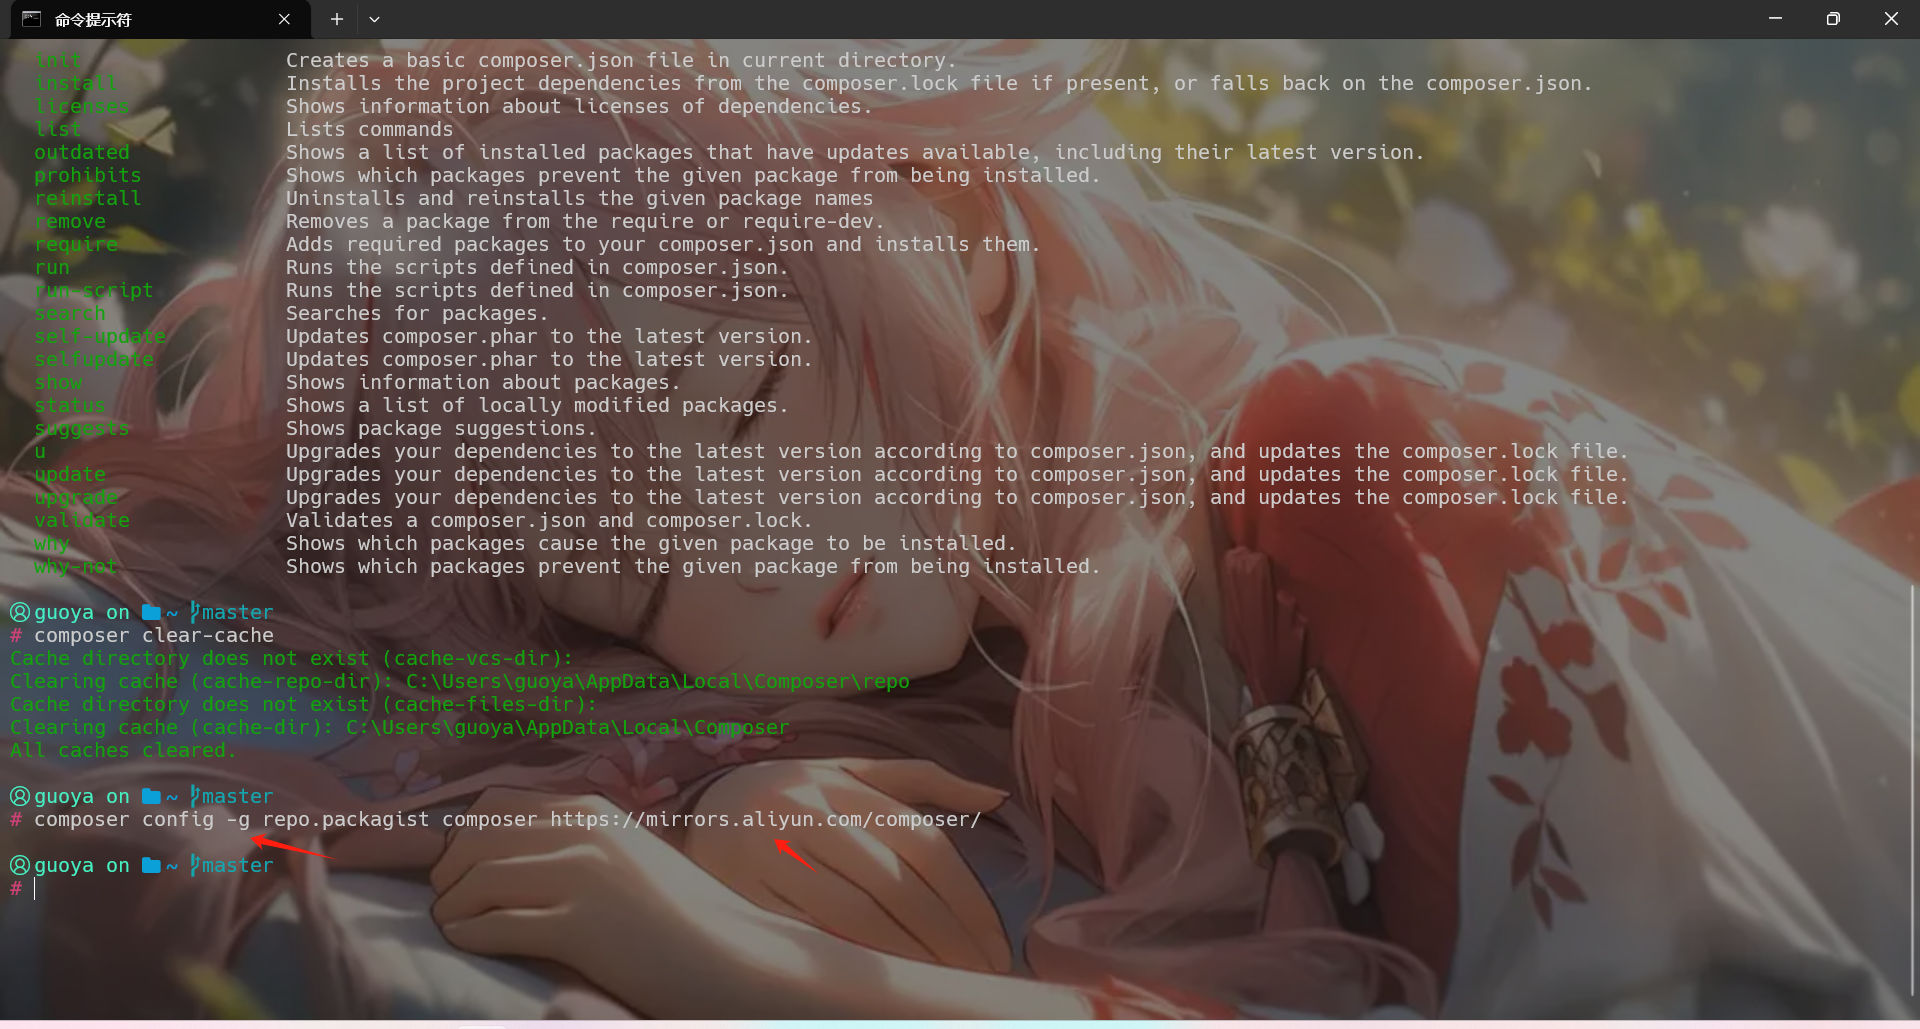 命令提示符
init Creates a basic composer.json file in current directory.
install Installs the project dependencies from the composer.lock file if present, or falls back on the composer.json.
licenses Shows information about licenses of dependencies.
list Lists commands
outdated Shows a list of installed packages that have updates available, including their latest version.
prohibits Shows which packages prevent the given package from being installed.
reinstall Uninstalls and reinstalls the given package names
remove Removes a package from the require or require-dev.
require Adds required packages to your composer.json and installs them.
run Runs the scripts defined in composer.json.
run-script Runs the scripts defined in composer.json.
search Searches for packages.
self-update Updates composer.phar to the latest version.
selfupdate Updates composer.phar to the latest version.
show Shows information about packages.
status Shows a list of locally modified packages.
suggests Shows package suggestions.
u Upgrades your dependencies to the latest version according to composer.json, and updates the composer.lock file.
update Upgrades your dependencies to the latest version according to composer.json, and updates the composer.lock file.
upgrade Upgrades your dependencies to the latest version according to composer.json, and updates the composer.lock file.
validate Validates a composer.json and composer.lock.
why Shows which packages cause the given package to be installed.
why-not Shows which packages prevent the given package from being installed.
guoya on ~ master
# composer clear-cache
Cache directory does not exist (cache-vcs-dir):
Clearing cache (cache-repo-dir): C:\Users\guoya\AppData\Local\Composer\repo
Cache directory does not exist (cache-files-dir):
Clearing cache (cache-dir): C:\Users\guoya\AppData\Local\Composer
All caches cleared.
guoya on ~ master
# composer config -g repo.packagist composer https://mirrors.aliyun.com/composer/
guoya on ~ master
#